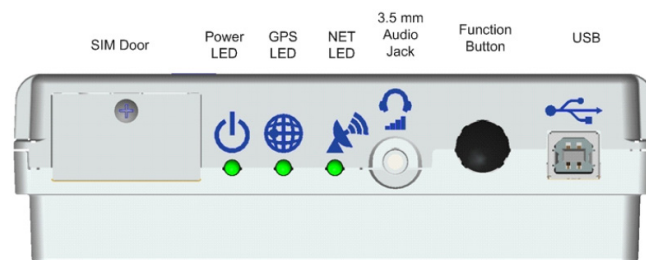 SIM Door
Power
LED
GPS
LED
NET
LED
3.5 mm
Audio
Jack
Function
Button
USB